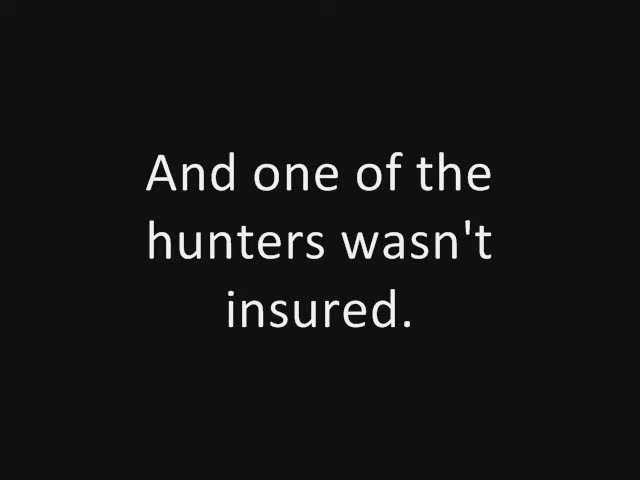 And one of the
hunters wasn't
insured.